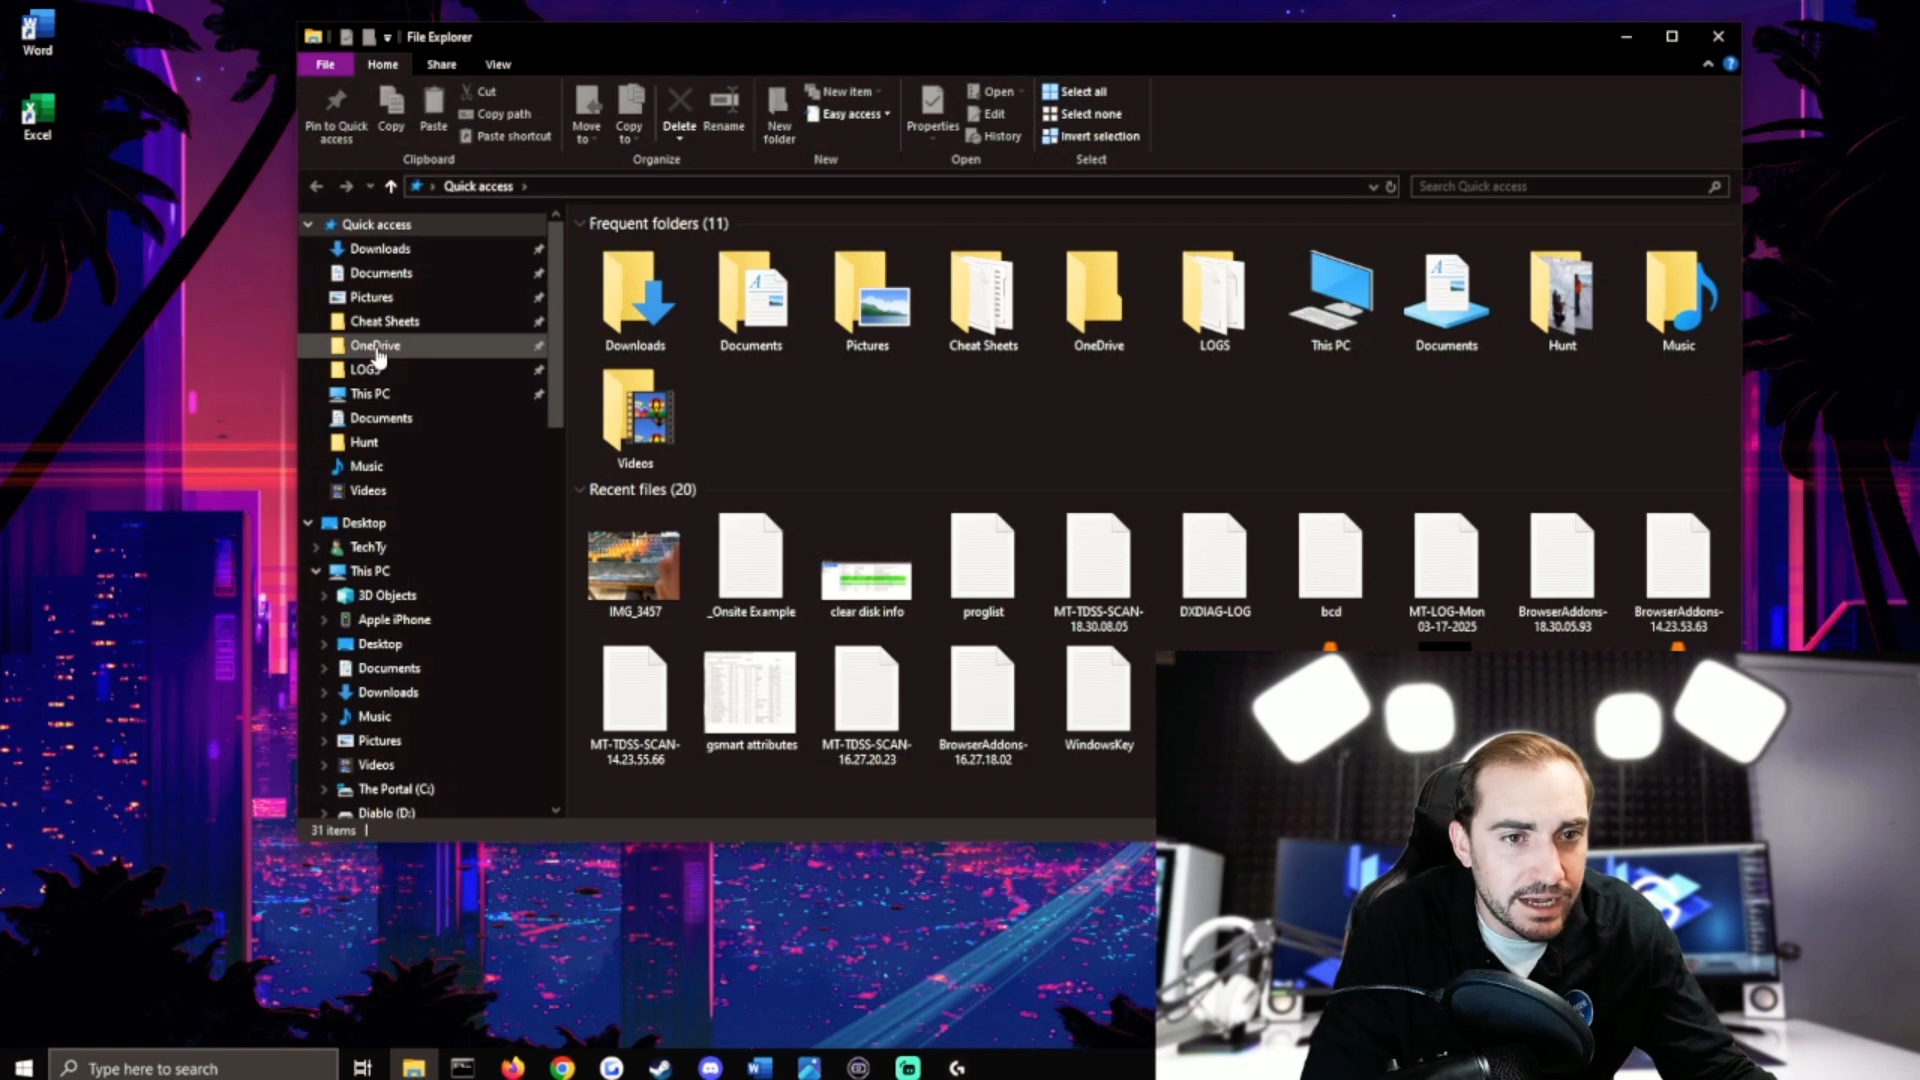 Word
Excel
File Explorer
File
Home
Share
View
Pin to Quick access
Copy
Paste
Cut
Copy path
Paste shortcut
Clipboard
Move to
Copy to
Delete
Rename
Organize
New folder
New item
Easy access
New
Properties
Open
Edit
History
Open
Select all
Select none
Invert selection
Select
Quick access
Search Quick access
Quick access
Downloads
Documents
Pictures
Cheat Sheets
OneDrive
LOGS
This PC
Documents
Hunt
Music
Videos
Desktop
TechTy
This PC
3D Objects
Apple iPhone
Desktop
Documents
Downloads
Music
Pictures
Videos
The Portal (C:)
Diablo (D:)
31 items
Frequent folders (11)
Downloads
Documents
Pictures
Cheat Sheets
OneDrive
LOGS
This PC
Documents
Hunt
Music
Videos
Recent files (20)
IMG_3457
_Onsite Example
clear disk info
proglist
MT-TDSS-SCAN-
18.30.08.05
DXDIAG-LOG
bcd
MT-LOG-Mon
03-17-2025
BrowserAddons-
18.30.05.93
BrowserAddons-
14.23.53.63
MT-TDSS-SCAN-
14.23.55.66
gsmart attributes
MT-TDSS-SCAN-
16.27.20.23
BrowserAddons-
16.27.18.02
WindowsKey
Type here to search